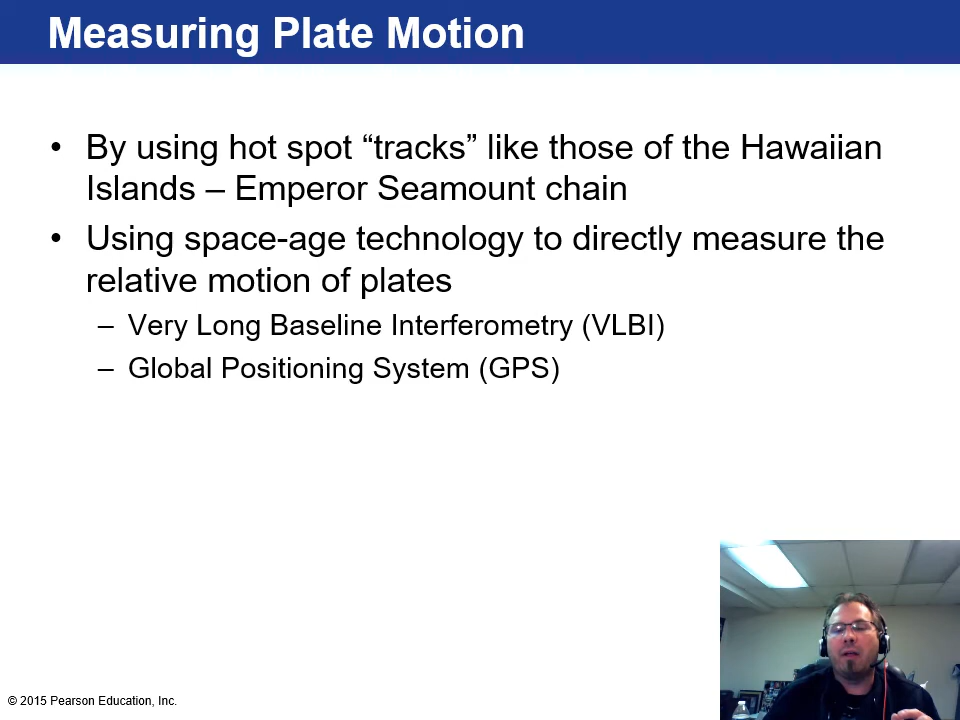 Measuring Plate Motion
• By using hot spot “tracks” like those of the Hawaiian
Islands – Emperor Seamount chain
• Using space-age technology to directly measure the
relative motion of plates
– Very Long Baseline Interferometry (VLBI)
– Global Positioning System (GPS)
© 2015 Pearson Education, Inc.